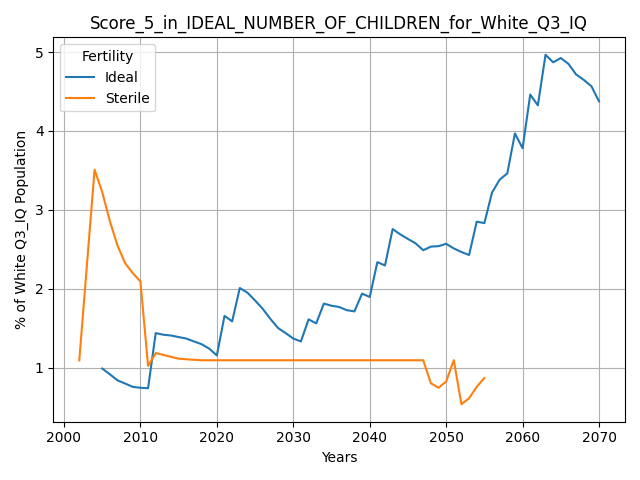 Score_5_in_IDEAL_NUMBER_OF_CHILDREN_for_White_Q3_IQ
Fertility
Ideal
Sterile
% of White Q3_IQ Population
5
4
3
2
1
2000 2010 2020 2030 2040 2050 2060 2070
Years